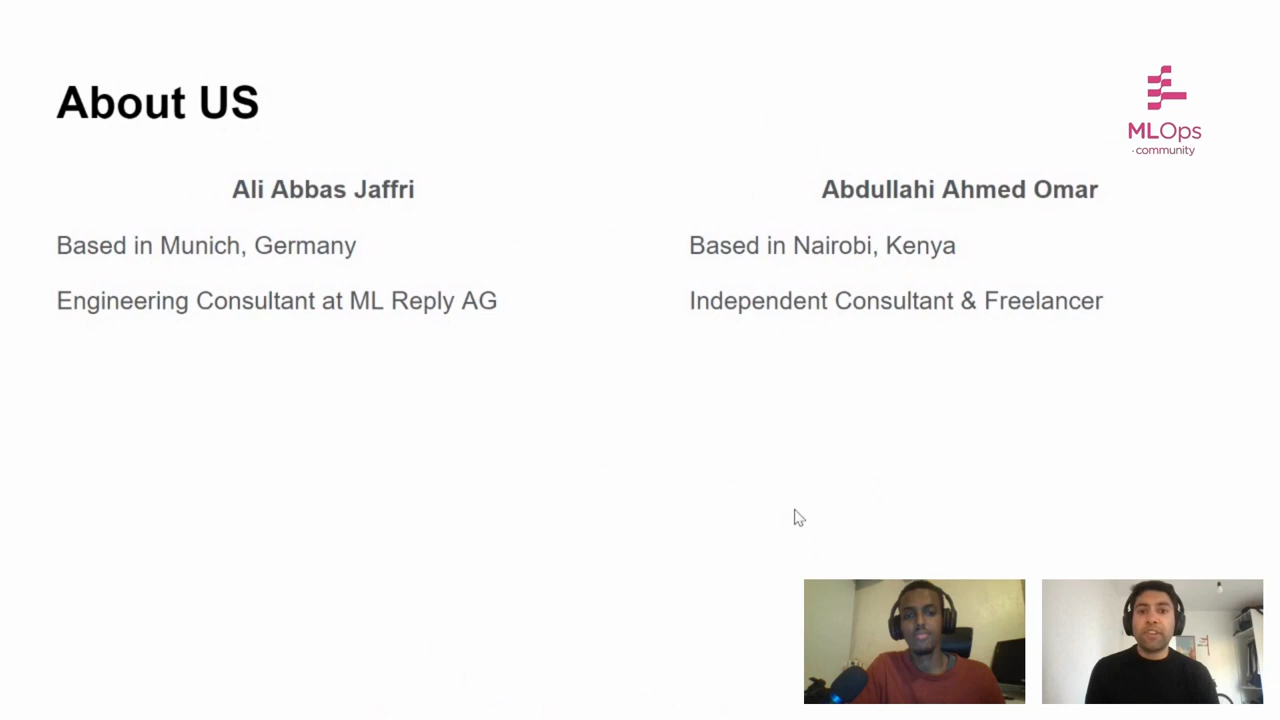 About US
MLOps
community
Ali Abbas Jaffri
Based in Munich, Germany
Engineering Consultant at ML Reply AG
Abdullahi Ahmed Omar
Based in Nairobi, Kenya
Independent Consultant & Freelancer